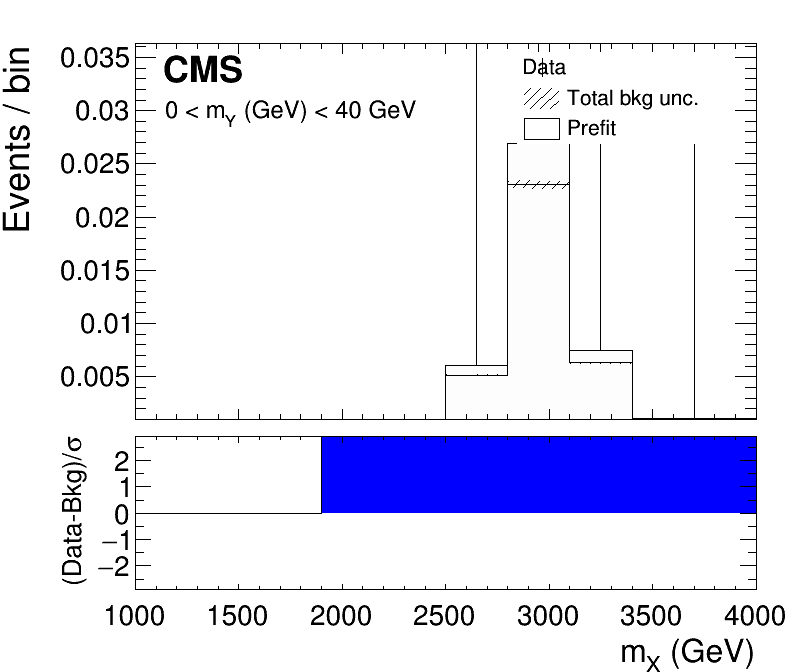 CMS
0 < mY (GeV) < 40 GeV
Data
Total bkg unc.
Prefit
Events / bin
0.035
0.03
0.025
0.02
0.015
0.01
0.005
(Data-Bkg)/σ
2
1
0
−1
−2
1000 1500 2000 2500 3000 3500 4000
mX (GeV)